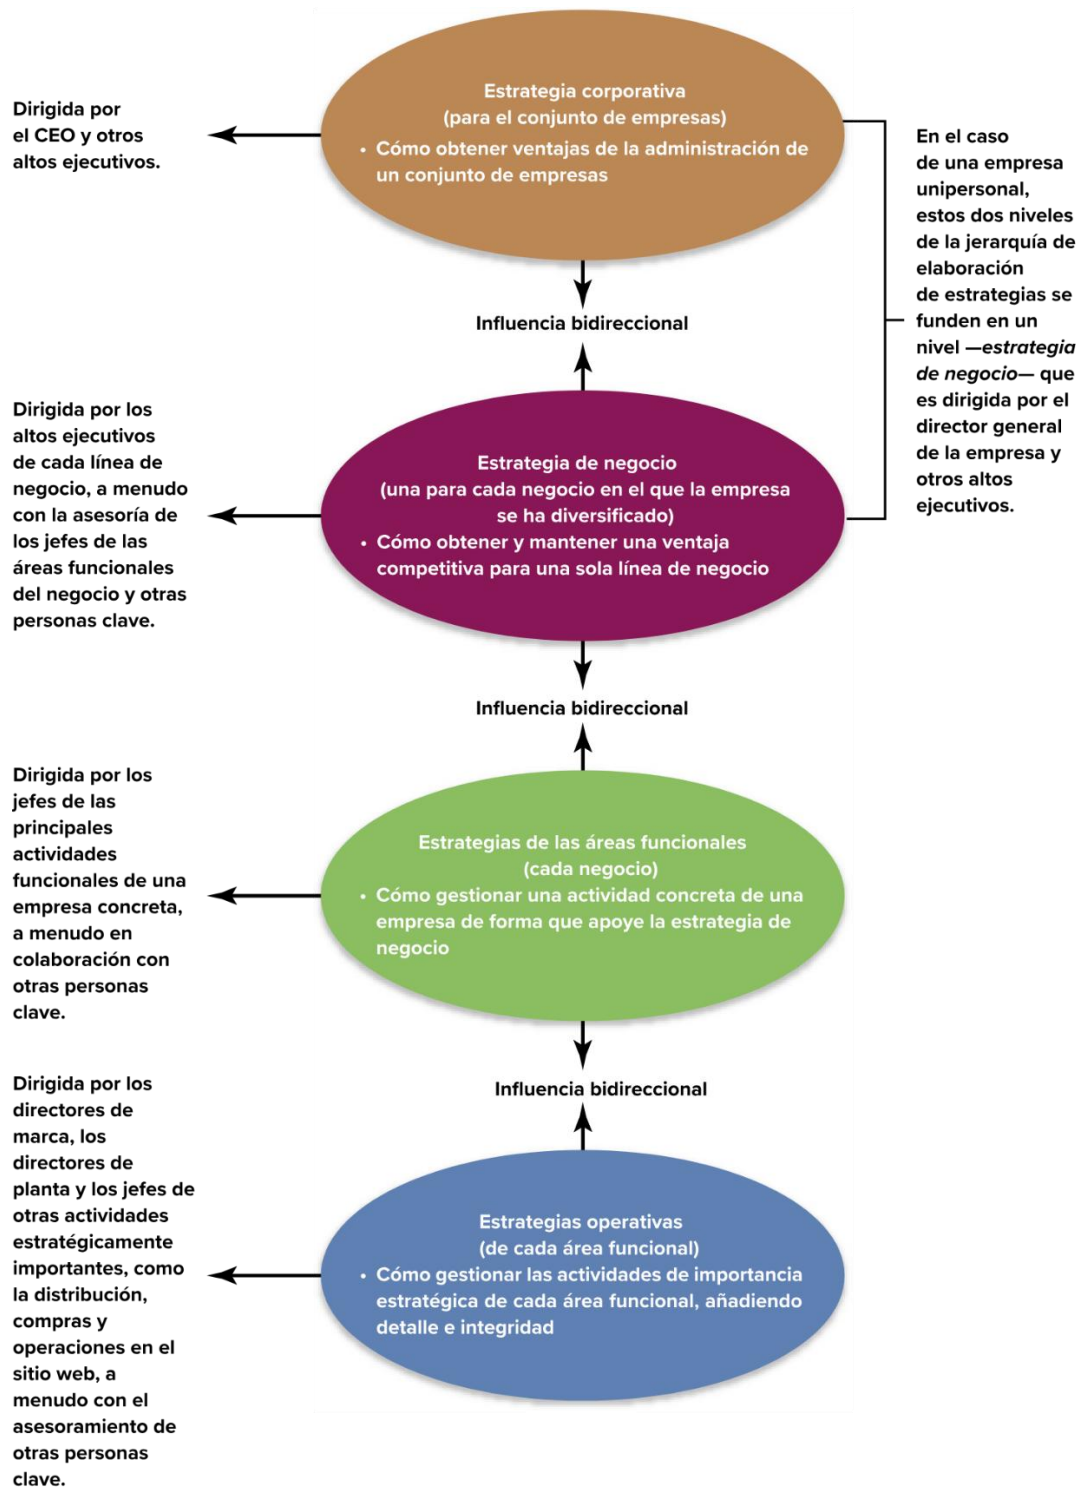 Estrategia corporativa
(para el conjunto de empresas)
• Cómo obtener ventajas de la administración de
un conjunto de empresas
Dirigida por
el CEO y otros
altos ejecutivos.
En el caso
de una empresa
unipersonal,
estos dos niveles
de la jerarquía de
elaboración
de estrategias se
funden en un
nivel —estrategia
de negocio— que
es dirigida por el
director general
de la empresa y
otros altos
ejecutivos.
Influencia bidireccional
Dirigida por los
altos ejecutivos
de cada línea de
negocio, a menudo
con la asesoría de
los jefes de las
áreas funcionales
del negocio y otras
personas clave.
Estrategia de negocio
(una para cada negocio en el que la empresa
se ha diversificado)
• Cómo obtener y mantener una ventaja
competitiva para una sola línea de negocio
Influencia bidireccional
Dirigida por los
jefes de las
principales
actividades
funcionales de una
empresa concreta,
a menudo en
colaboración con
otras personas
clave.
Estrategias de las áreas funcionales
(cada negocio)
• Cómo gestionar una actividad concreta de una
empresa de forma que apoye la estrategia de
negocio
Influencia bidireccional
Dirigida por los
directores de
marca, los
directores de
planta y los jefes de
otras actividades
estratégicamente
importantes, como
la distribución,
compras y
operaciones en el
sitio web, a
menudo con el
asesoramiento de
otras personas
clave.
Estrategias operativas
(de cada área funcional)
• Cómo gestionar las actividades de importancia
estratégica de cada área funcional, añadiendo
detalle e integridad